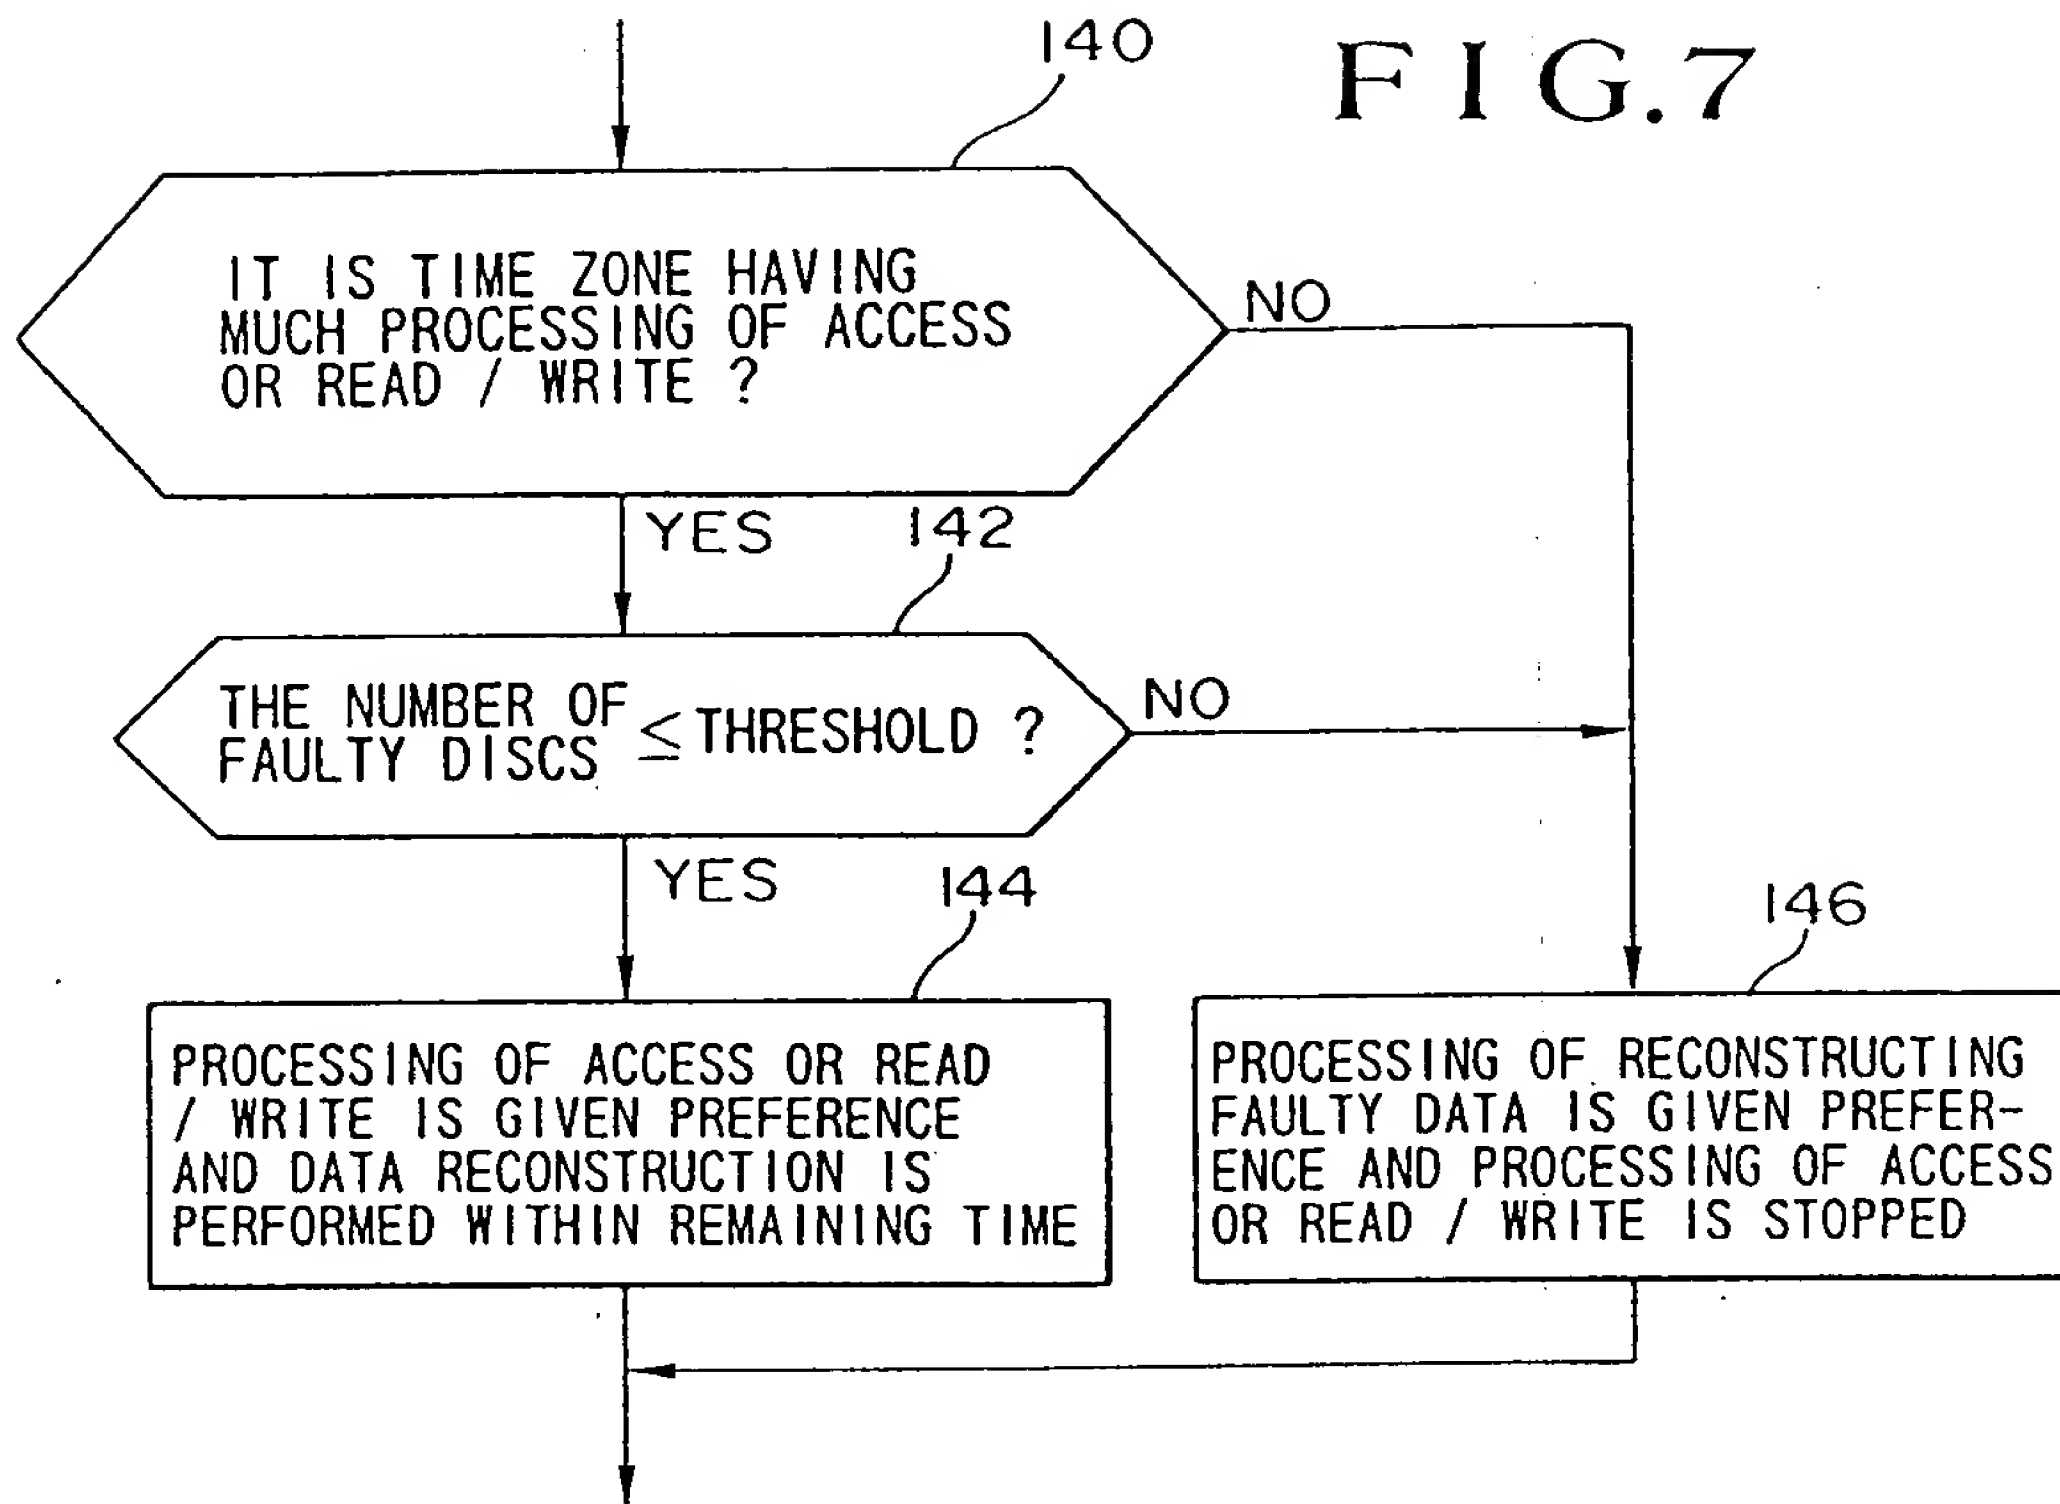 140
FIG.7
IT IS TIME ZONE HAVING
MUCH PROCESSING OF ACCESS
OR READ / WRITE ?
NO
YES
142
THE NUMBER OF
FAULTY DISCS ≤ THRESHOLD ?
NO
YES
144
146
PROCESSING OF ACCESS OR READ
/ WRITE IS GIVEN PREFERENCE
AND DATA RECONSTRUCTION IS
PERFORMED WITHIN REMAINING TIME
PROCESSING OF RECONSTRUCTING
FAULTY DATA IS GIVEN PREFER-
ENCE AND PROCESSING OF ACCESS
OR READ / WRITE IS STOPPED